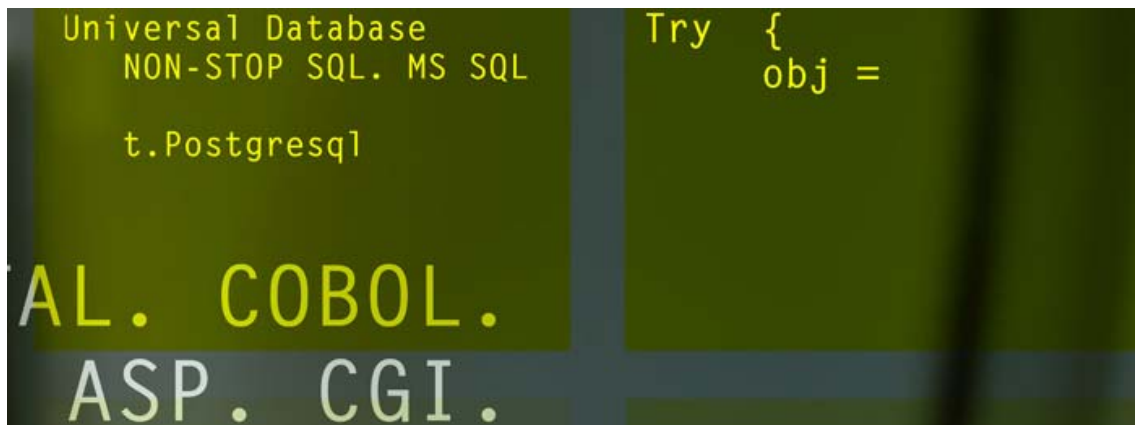 Universal Database
NON-STOP SQL. MS SQL
t.Postgresql
Try {
obj =
AL. COBOL.
ASP. CGI.